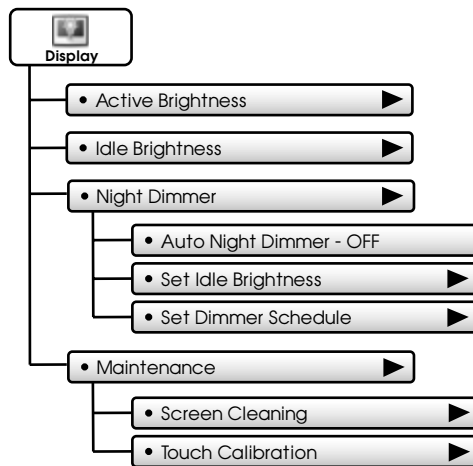 Display
• Active Brightness
• Idle Brightness
• Night Dimmer
• Auto Night Dimmer - OFF
• Set Idle Brightness
• Set Dimmer Schedule
• Maintenance
• Screen Cleaning
• Touch Calibration